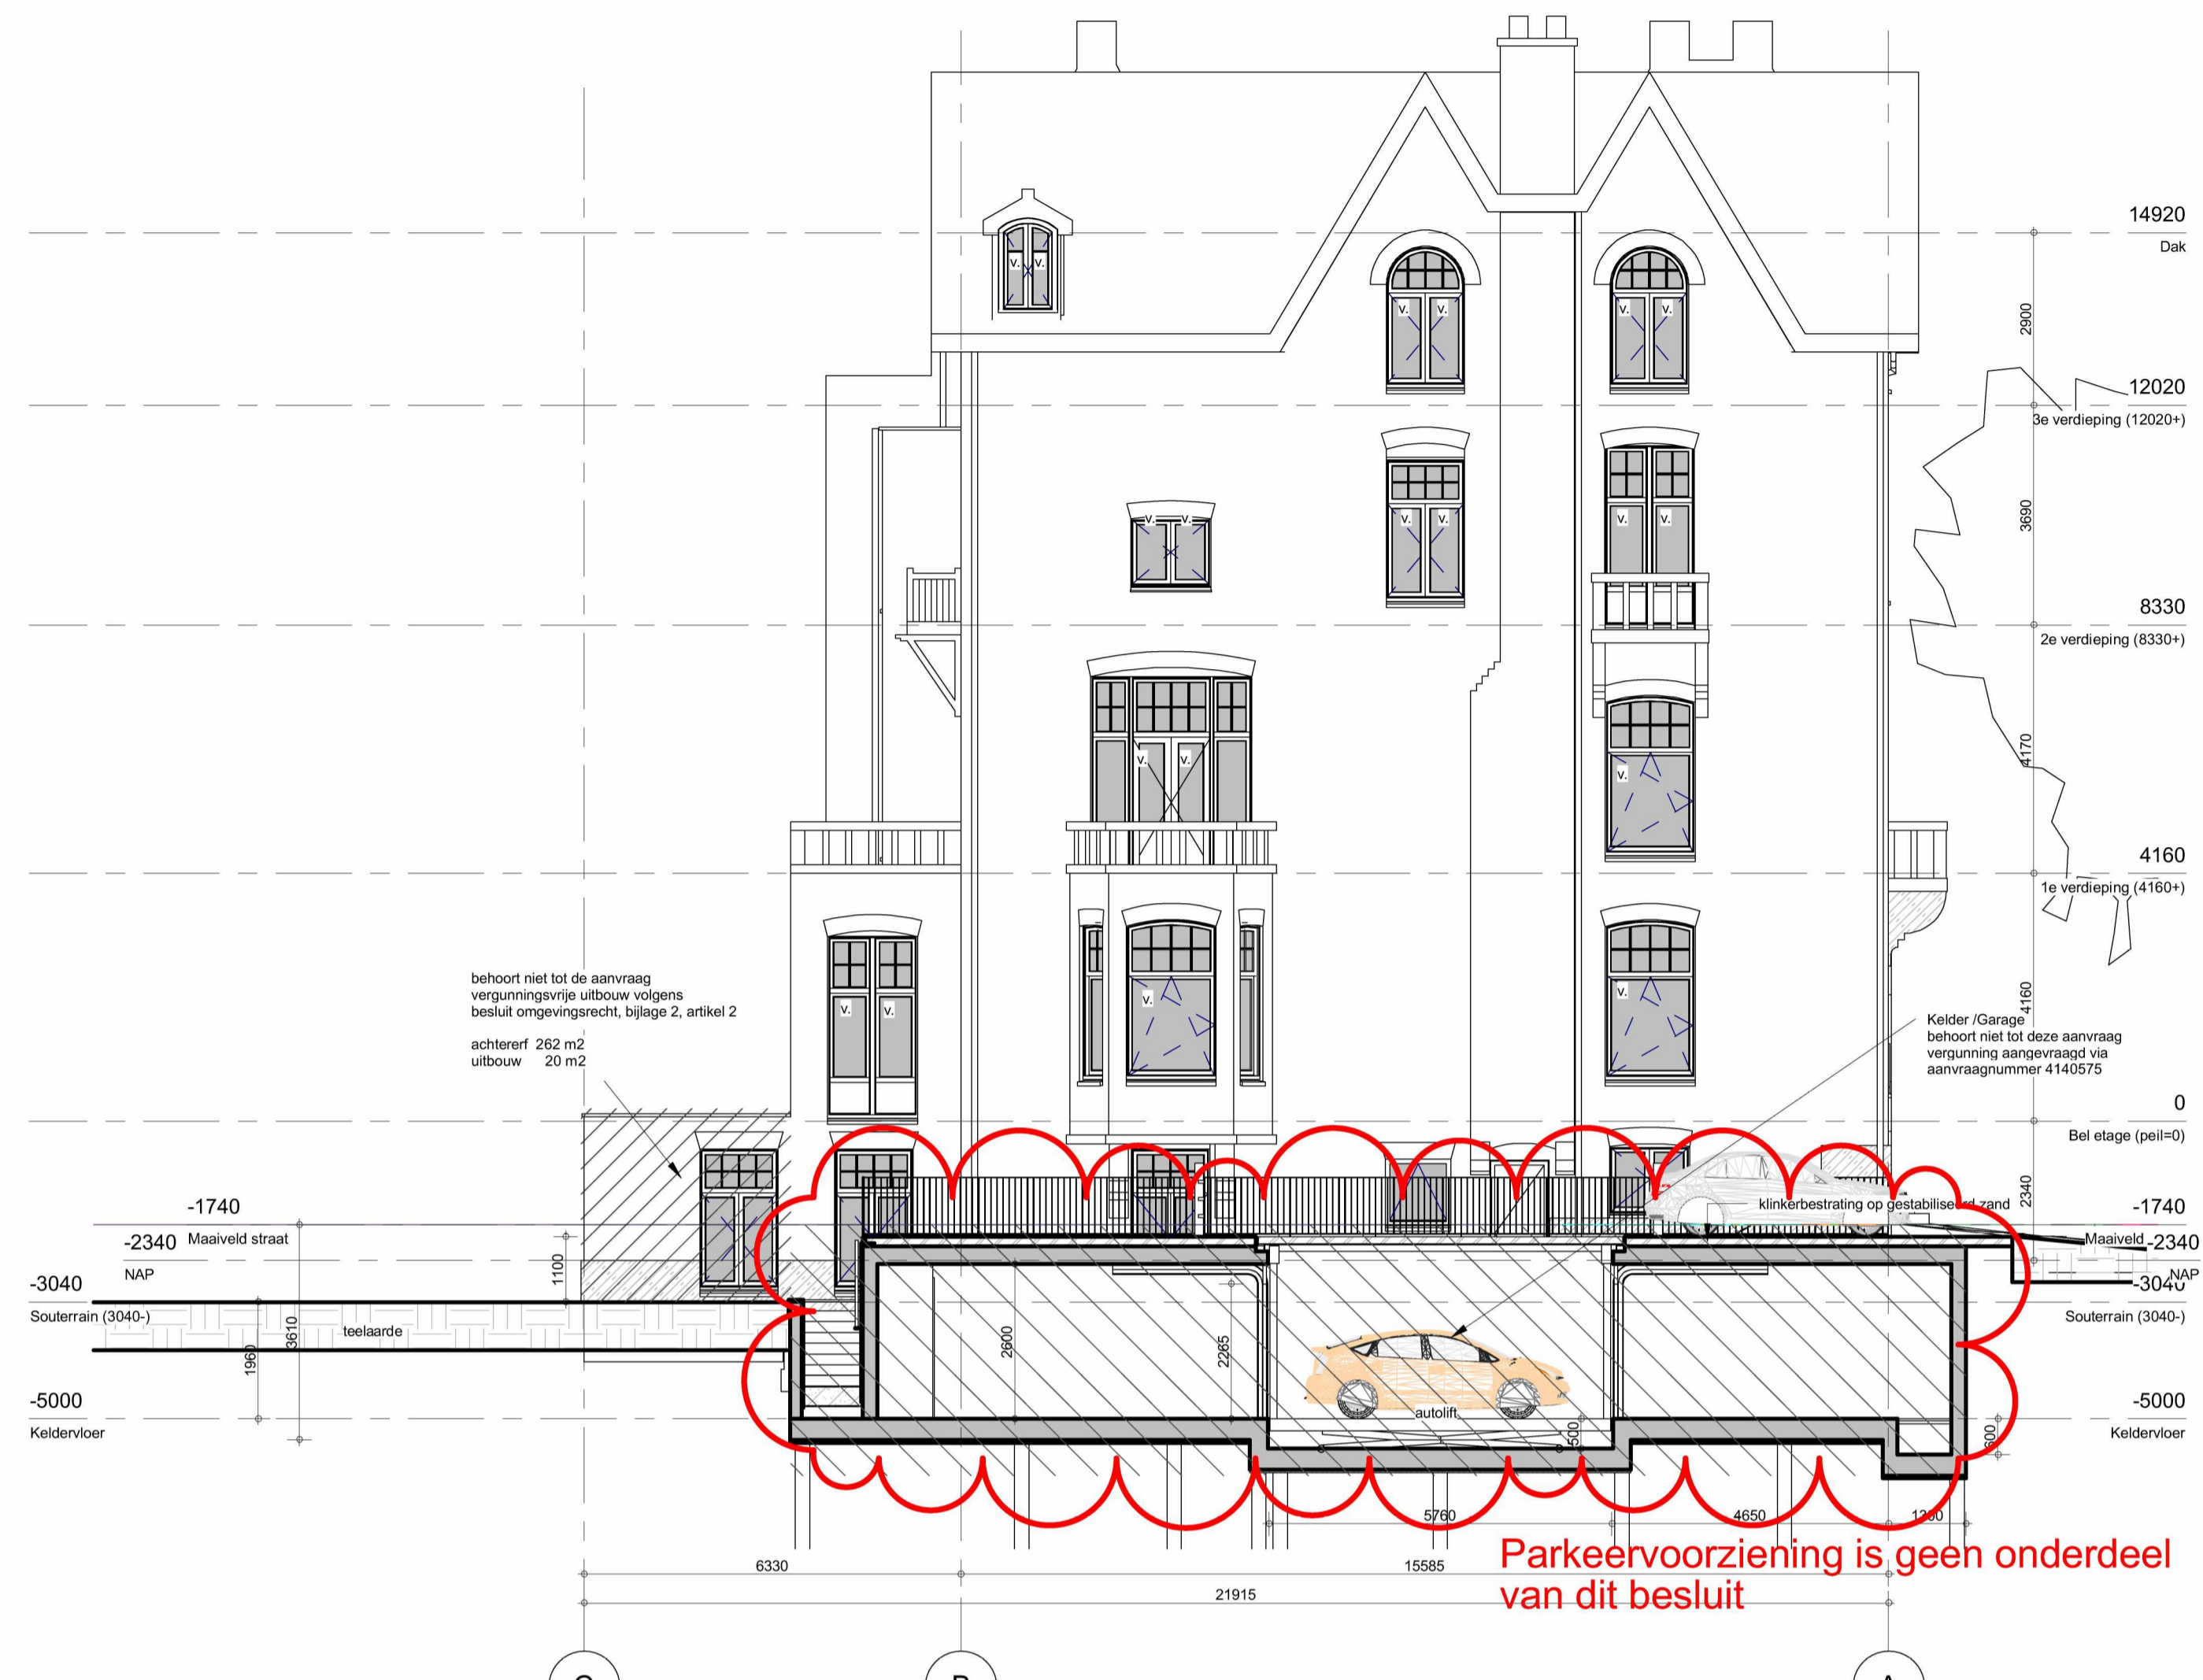 14920
Dak
v. v.
v. v.
v. v.
2900
12020
3e verdieping (12020+)
v. v.
v. v.
v. v.
3690
8330
2e verdieping (8330+)
v. v.
v.
4170
4160
1e verdieping (4160+)
behoort niet tot de aanvraag
vergunningsvrije uitbouw volgens
besluit omgevingsrecht, bijlage 2, artikel 2
achtererf 262 m2
uitbouw 20 m2
v. v.
v.
v.
4160
Kelder /Garage
behoort niet tot deze aanvraag
vergunning aangevraagd via
aanvraagnummer 4140575
0
Bel etage (peil=0)
2340
klinkerbestrating op gestabiliseerd zand
-1740
Maaiveld straat
-2340
NAP
-3040
Souterrain (3040-)
teelaarde
1100
1960
3610
-5000
Keldervloer
2600
2265
autolift
500
600
-1740
Maaiveld
-2340
NAP
-3040
Souterrain (3040-)
-5000
Keldervloer
5760
4650
6330
15585
21915
Parkeervoorziening is geen onderdeel
van dit besluit